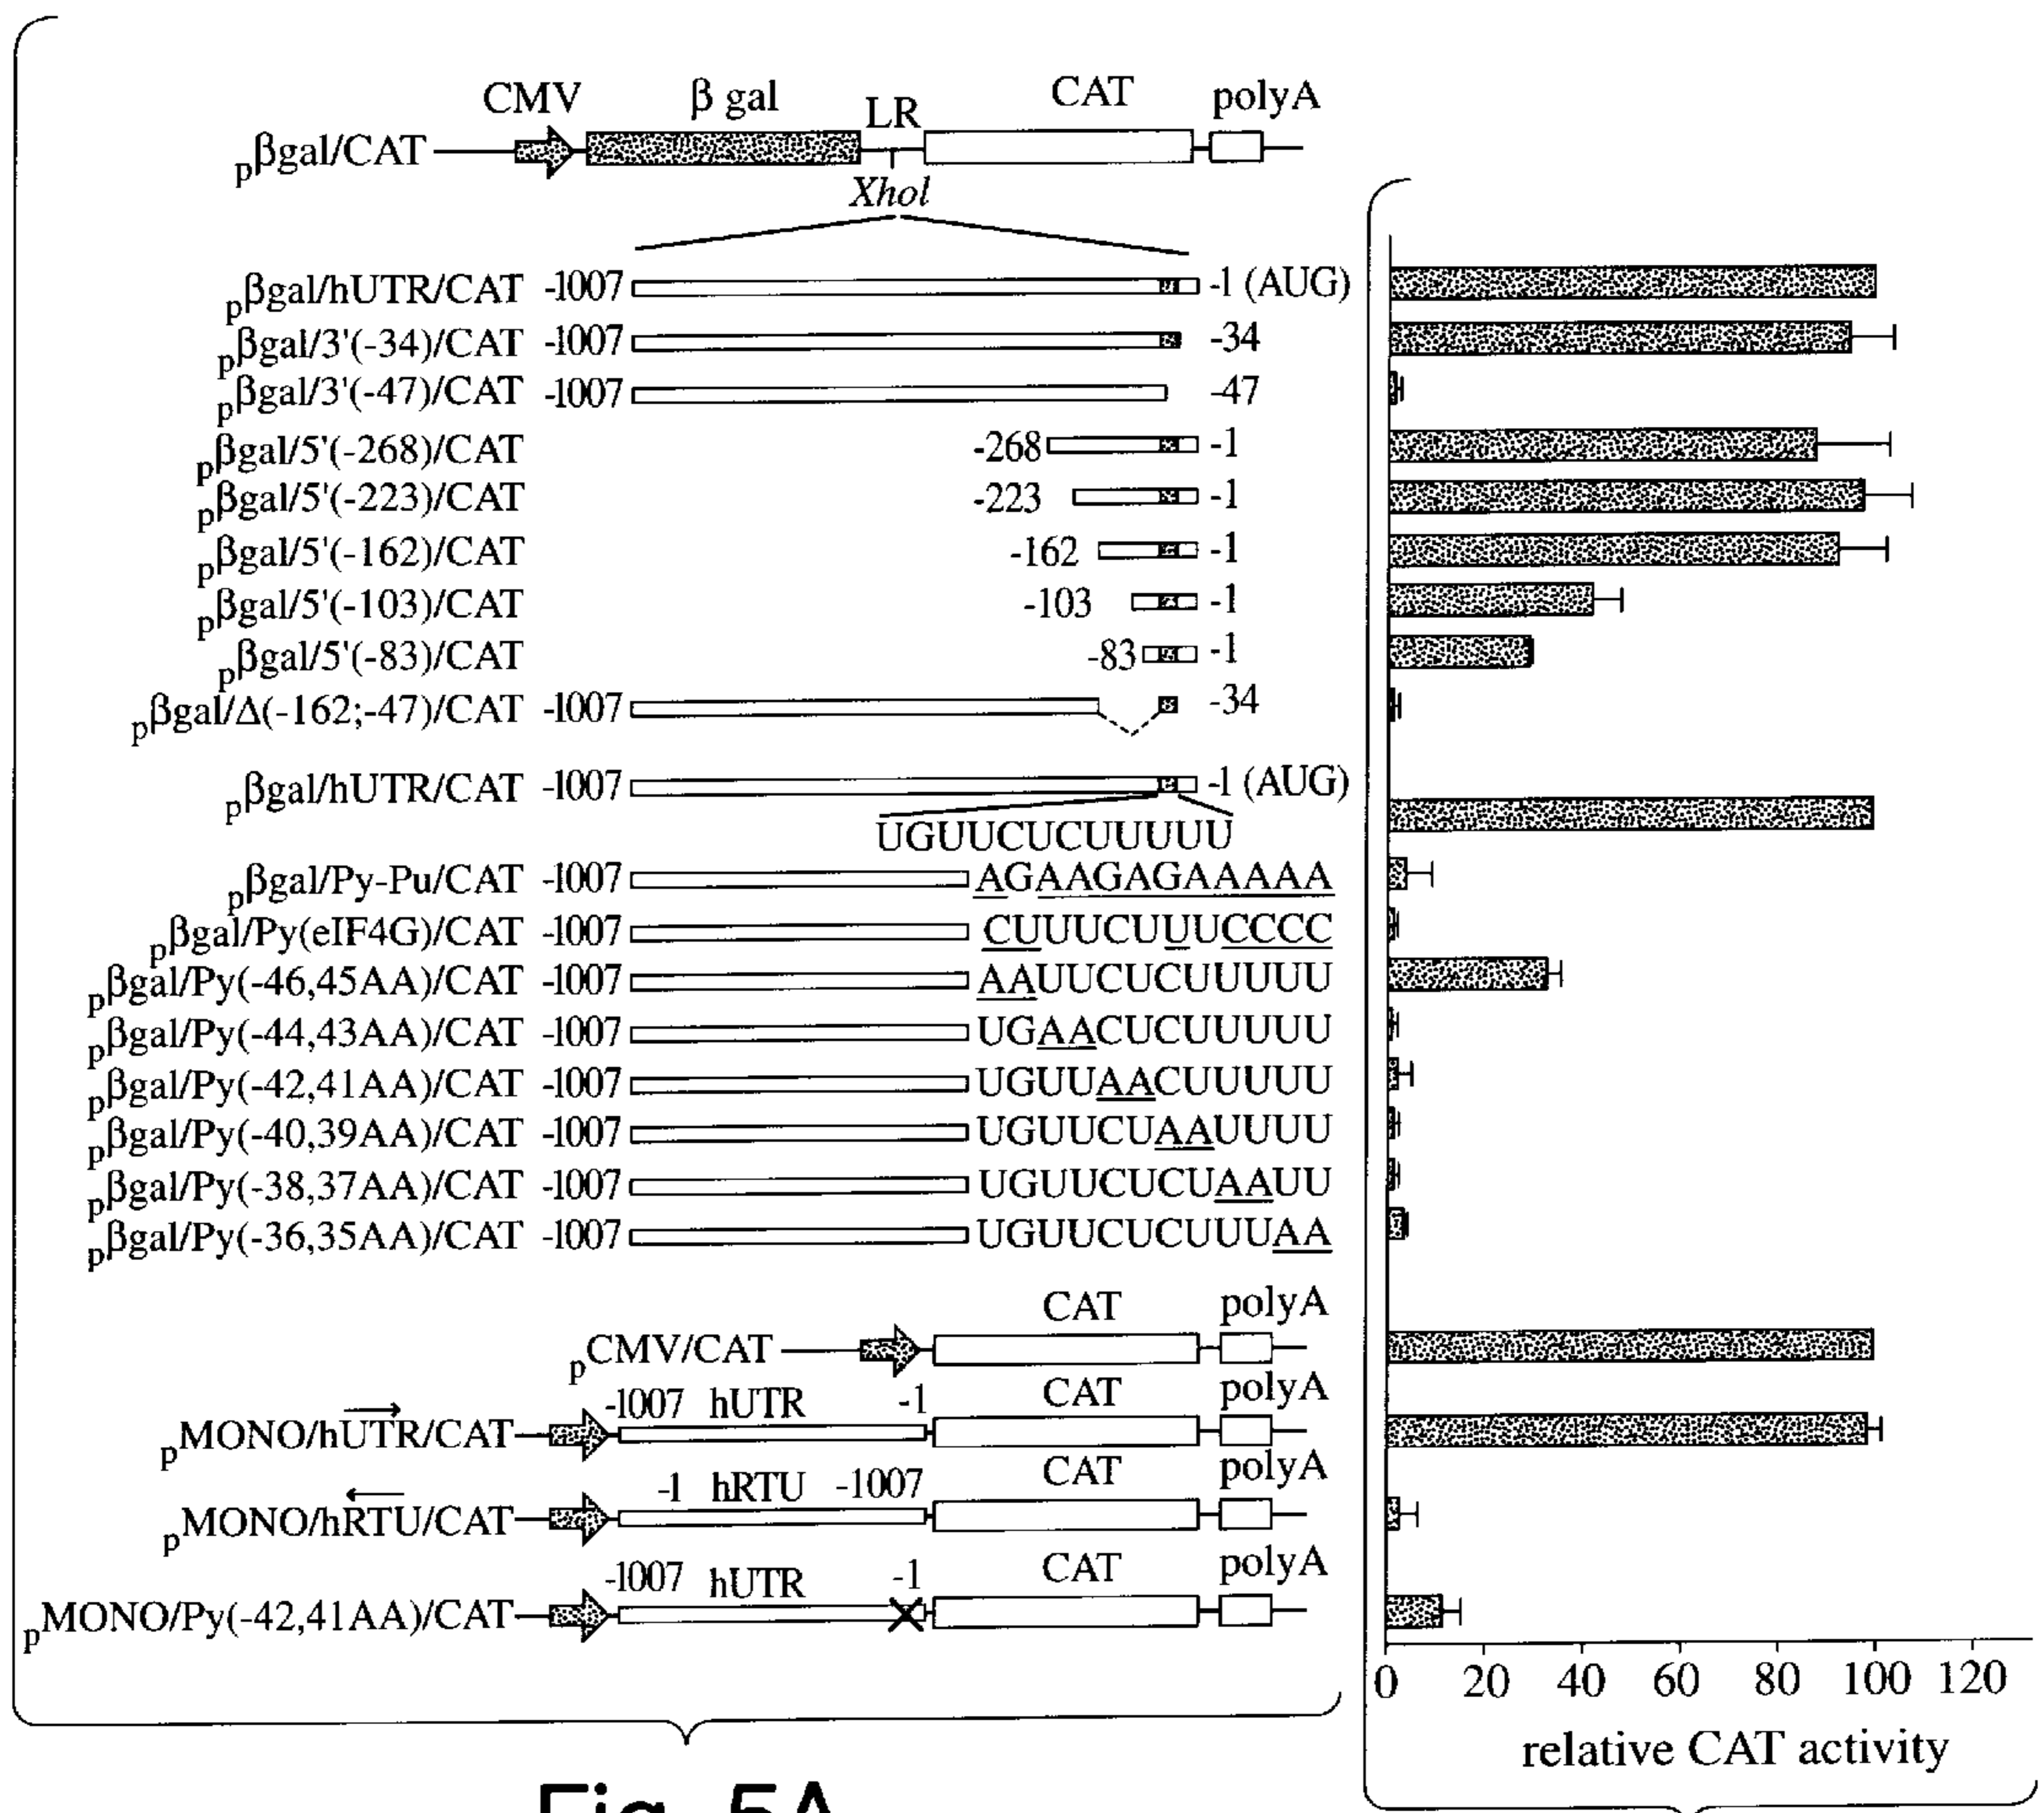 CMV β gal LR CAT polyA
pβgal/CAT
XhoI
pβgal/hUTR/CAT -1007 -1 (AUG)
pβgal/3'(-34)/CAT -1007 -34
pβgal/3'(-47)/CAT -1007 -47
pβgal/5'(-268)/CAT -268 -1
pβgal/5'(-223)/CAT -223 -1
pβgal/5'(-162)/CAT -162 -1
pβgal/5'(-103)/CAT -103 -1
pβgal/5'(-83)/CAT -83 -1
pβgal/Δ(-162;-47)/CAT -1007 -34
pβgal/hUTR/CAT -1007 -1 (AUG)
UGUUCUCUUUUU
pβgal/Py-Pu/CAT -1007 AGAAGAGAAAAA
pβgal/Py(eIF4G)/CAT -1007 CUUUCUUUCCCC
pβgal/Py(-46,45AA)/CAT -1007 AAUUCUCUUUUU
pβgal/Py(-44,43AA)/CAT -1007 UGAACUCUUUUU
pβgal/Py(-42,41AA)/CAT -1007 UGUUAACUUUUU
pβgal/Py(-40,39AA)/CAT -1007 UGUUCUAAUUUU
pβgal/Py(-38,37AA)/CAT -1007 UGUUCUCUAAUU
pβgal/Py(-36,35AA)/CAT -1007 UGUUCUCUUUAA
CAT polyA
pCMV/CAT
-1007 hUTR -1 CAT polyA
pMONO/hUTR/CAT
-1 hRTU -1007 CAT polyA
pMONO/hRTU/CAT
-1007 hUTR -1 CAT polyA
pMONO/Py(-42,41AA)/CAT
0 20 40 60 80 100 120
relative CAT activity
Fig. 5A